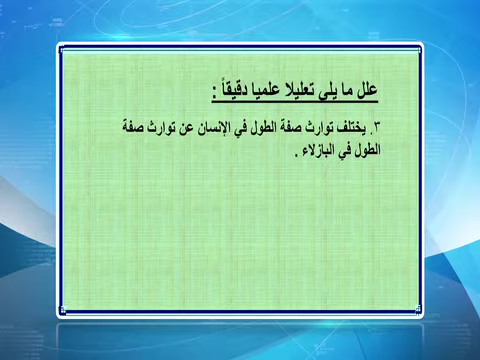 علل ما يلي تعليلا علميا دقيقاً :
٣. يختلف توارث صفة الطول في الإنسان عن توارث صفة
الطول في البازلاء .